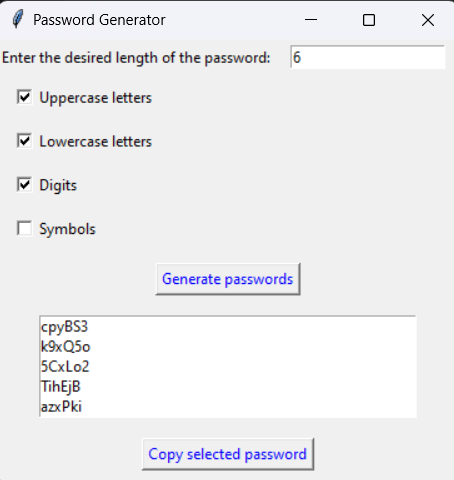 Password Generator
Enter the desired length of the password: 6
Uppercase letters
Lowercase letters
Digits
Symbols
Generate passwords
cpyBS3
k9xQ5o
5CxLo2
TihEjB
azxPki
Copy selected password